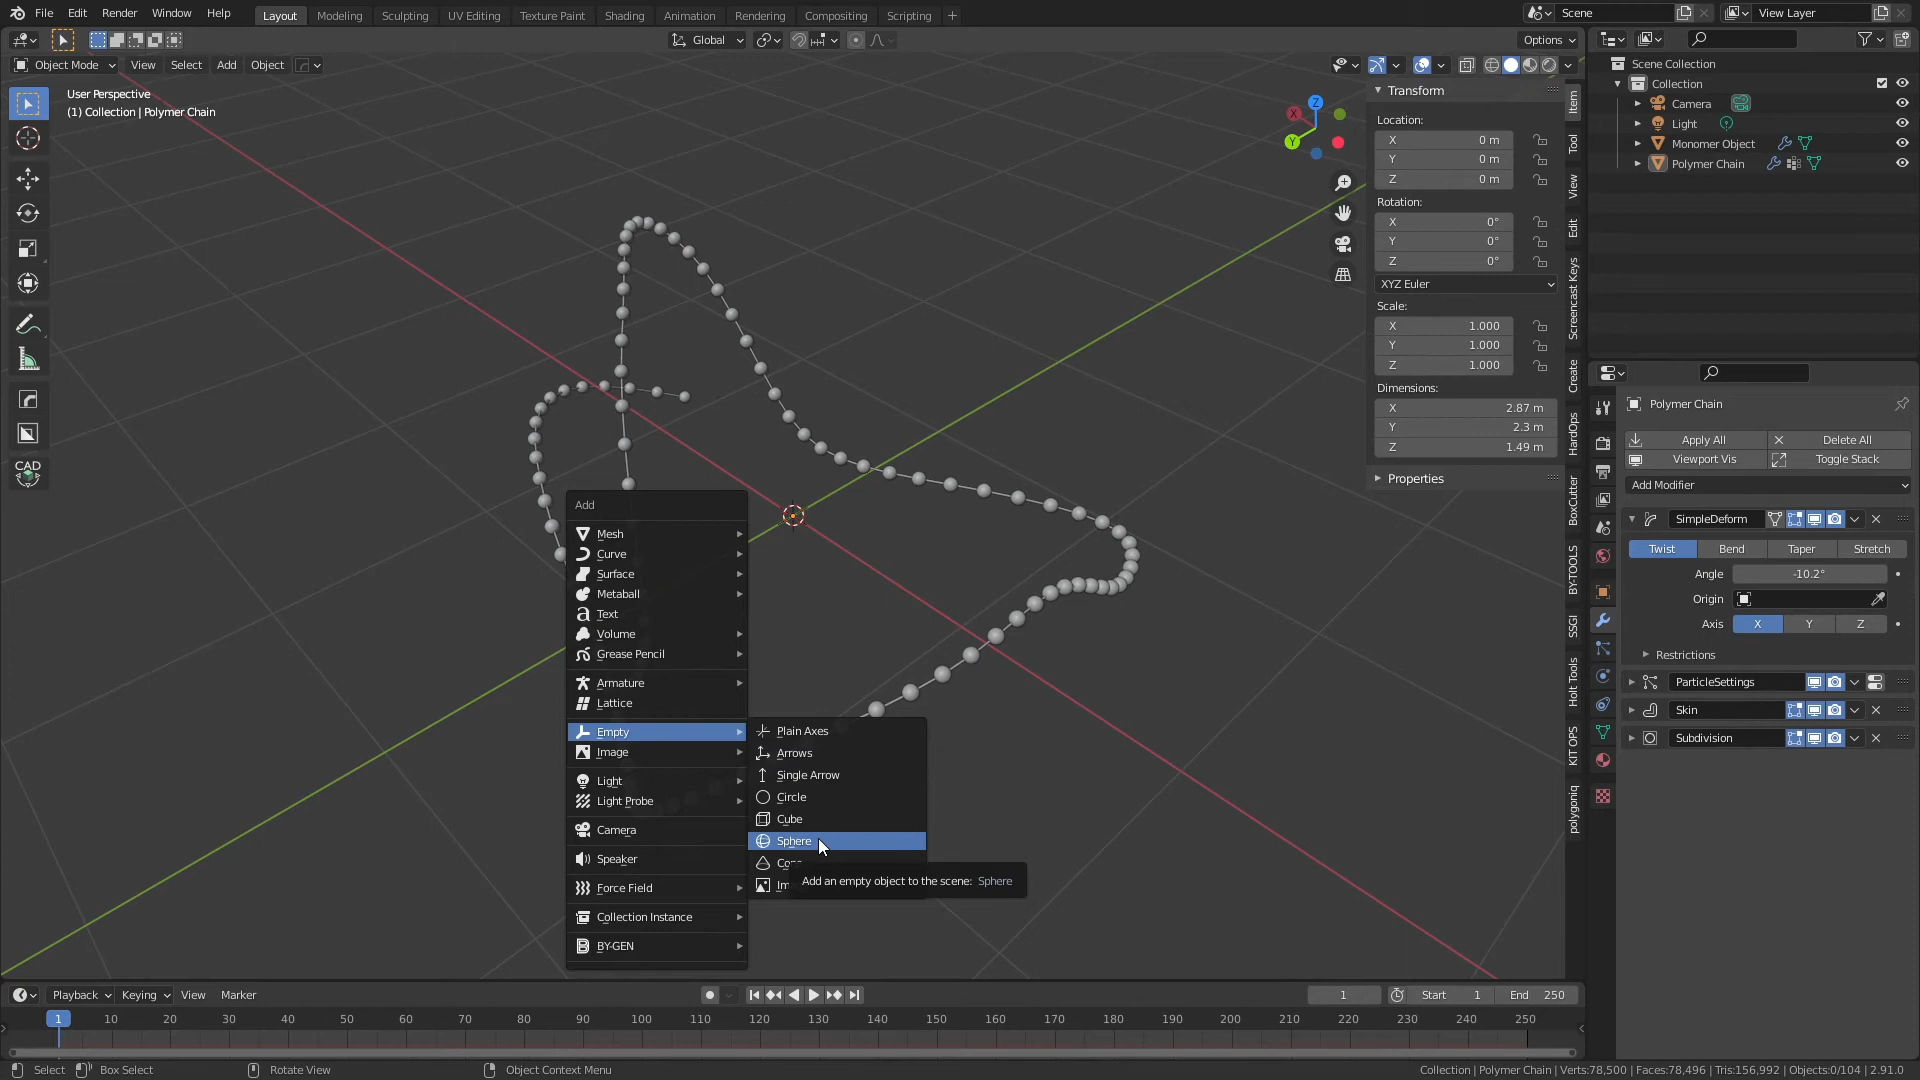 File Edit Render Window Help Layout Modeling Sculpting UV Editing Texture Paint Shading Animation Rendering Compositing Scripting + Scene View Layer
Global Options
Object Mode View Select Add Object
User Perspective
(1) Collection | Polymer Chain
Z
X
Y
Transform
Location:
X 0 m
Y 0 m
Z 0 m
Rotation:
X 0°
Y 0°
Z 0°
XYZ Euler
Scale:
X 1.000
Y 1.000
Z 1.000
Dimensions:
X 2.87 m
Y 2.3 m
Z 1.49 m
Properties
Item
Tool
View
Edit
Screencast Keys
Create
HardOps
BoxCutter
BY-TOOLS
SSGI
Holt Tools
KIT OPS
polygoniq
Scene Collection
Collection
Camera
Light
Monomer Object
Polymer Chain
Polymer Chain
Apply All Delete All
Viewport Vis Toggle Stack
Add Modifier
SimpleDeform
Twist Bend Taper Stretch
Angle -10.2°
Origin
Axis X Y Z
Restrictions
ParticleSettings
Skin
Subdivision
CAD
Add
Mesh
Curve
Surface
Metaball
Text
Volume
Grease Pencil
Armature
Lattice
Empty
Image
Light
Light Probe
Camera
Speaker
Force Field
Collection Instance
BY-GEN
Plain Axes
Arrows
Single Arrow
Circle
Cube
Sphere
Add an empty object to the scene: Sphere
Playback Keying View Marker 1 Start 1 End 250
1 10 20 30 40 50 60 70 80 90 100 110 120 130 140 150 160 170 180 190 200 210 220 230 240 250
Select Box Select Rotate View Object Context Menu Collection | Polymer Chain | Verts:78,500 | Faces:78,496 | Tris:156,992 | Objects:0/104 | 2.91.0